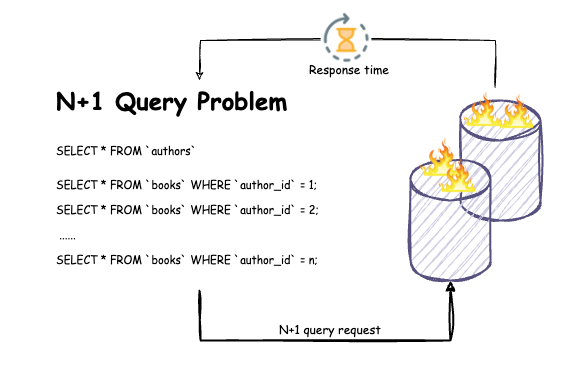 Response time
N+1 Query Problem
SELECT * FROM `authors`
SELECT * FROM `books` WHERE `author_id` = 1;
SELECT * FROM `books` WHERE `author_id` = 2;
......
SELECT * FROM `books` WHERE `author_id` = n;
N+1 query request